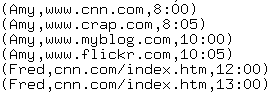 (Amy,www.cnn.com,8:00)
(Amy,www.crap.com,8:05)
(Amy,www.myblog.com,10:00)
(Amy,www.flickr.com,10:05)
(Fred,cnn.com/index.htm,12:00)
(Fred,cnn.com/index.htm,13:00)